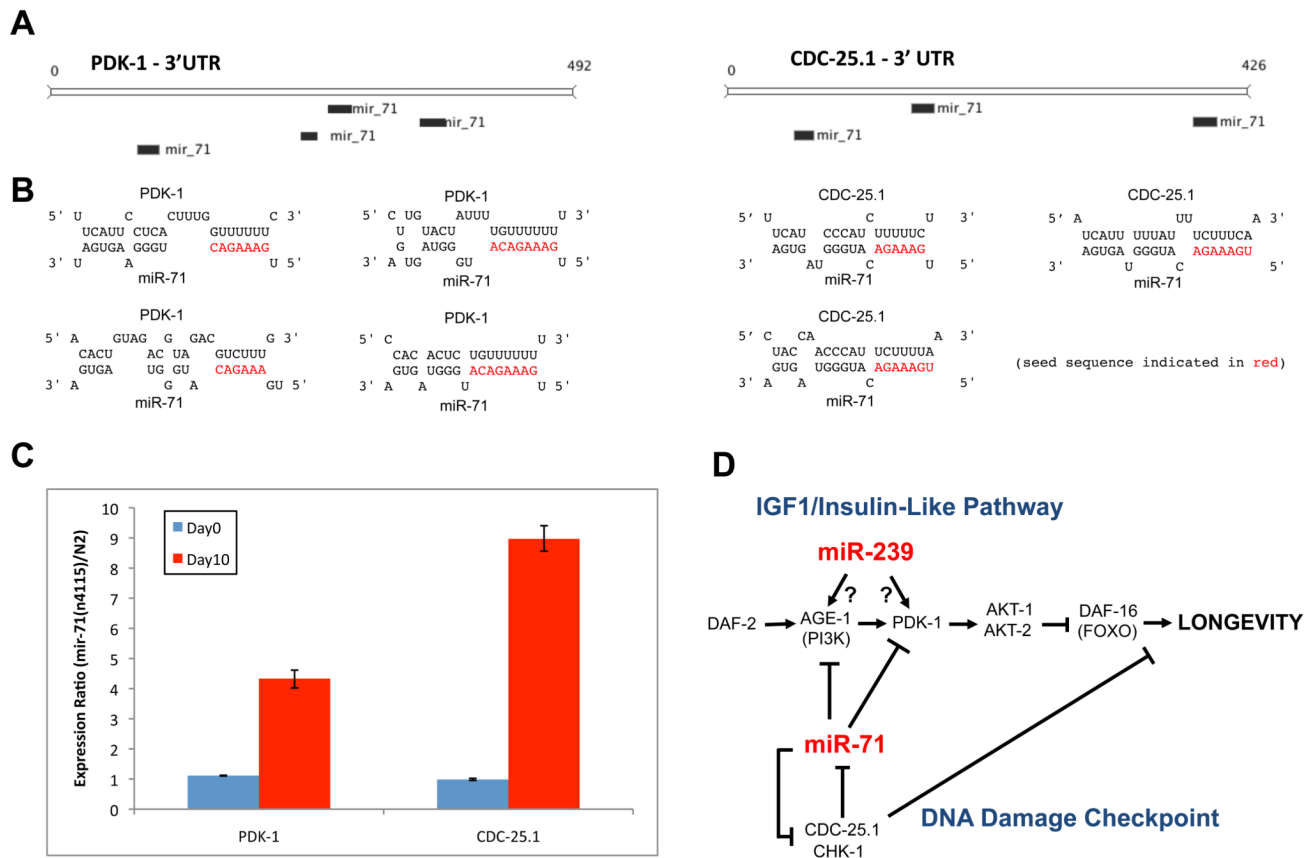 A
PDK-1 - 3'UTR
0
492
mir_71
mir_71
mir_71
mir_71
CDC-25.1 - 3' UTR
0
426
mir_71
mir_71
mir_71
B
PDK-1
5' U C CUUUG C 3'
UCAUU CUCA GUUUUUU
AGUGA GGGU CAGAAAG
3' U A U 5'
miR-71
PDK-1
5' C UG AUUU U 3'
U UACU UGUUUUUU
G AUGG ACAGAAAG
3' A UG GU U 5'
miR-71
PDK-1
5' A GUAG G GAC G 3'
CACU AC UA GUCUUU
GUGA UG GU CAGAAA
3' A G A GU 5'
miR-71
PDK-1
5' C U 3'
CAC ACUC UGUUUUUU
GUG UGGG ACAGAAAG
3' A A U U 5'
miR-71
CDC-25.1
5' U C U 3'
UCAU CCCAU UUUUUC
AGUG GGGUA AGAAAG
3' AU C U 5'
miR-71
CDC-25.1
5' A UU A 3'
UCAUU UUUAU UCUUUCA
AGUGA GGGUA AGAAAGU
3' U C 5'
miR-71
CDC-25.1
5' C CA A 3'
UAC ACCCAU UCUUUUA
GUG UGGGUA AGAAAGU
3' A A C 5'
miR-71
(seed sequence indicated in red)
C
Expression Ratio (mir-71(n4115)/N2)
10
9
8
7
6
5
4
3
2
1
0
Day0
Day10
PDK-1
CDC-25.1
D
IGF1/Insulin-Like Pathway
miR-239
? ?
DAF-2 AGE-1 PDK-1 AKT-1 DAF-16 LONGEVITY
(PI3K) AKT-2 (FOXO)
miR-71
DNA Damage Checkpoint
CDC-25.1
CHK-1